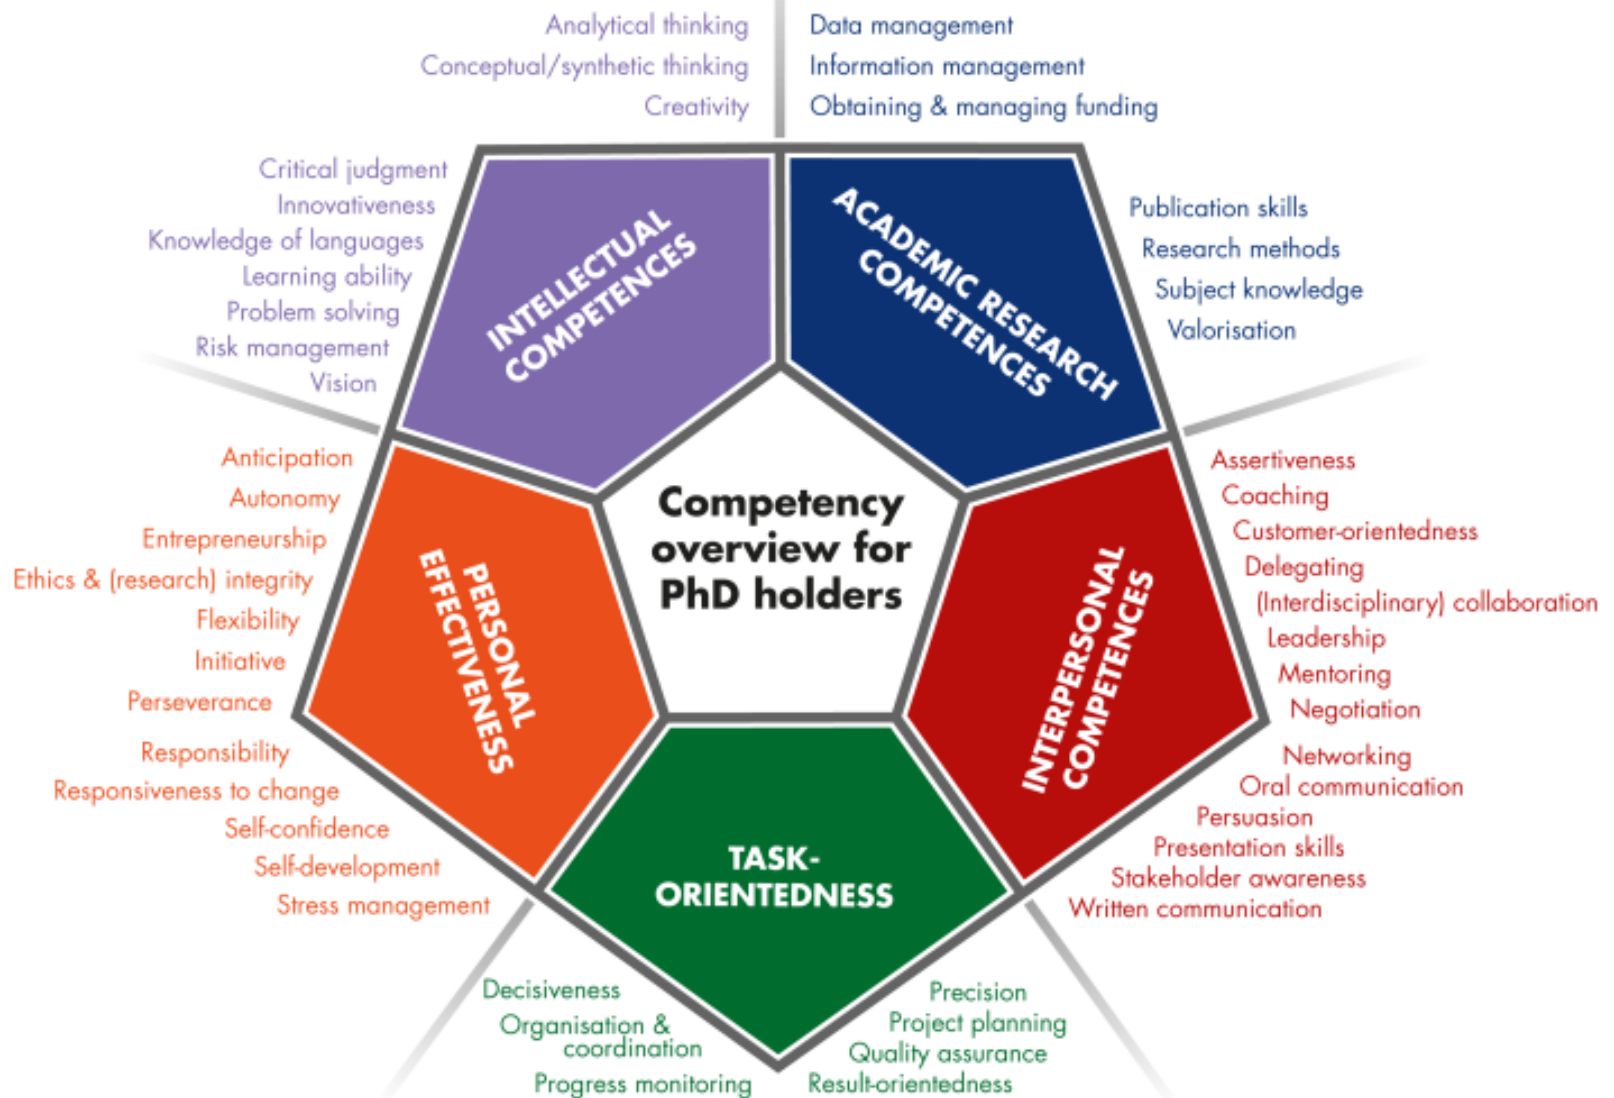 Analytical thinking
Conceptual/synthetic thinking
Creativity
Critical judgment
Innovativeness
Knowledge of languages
Learning ability
Problem solving
Risk management
Vision
INTELLECTUAL
COMPETENCES
Data management
Information management
Obtaining & managing funding
Publication skills
Research methods
Subject knowledge
Valorisation
ACADEMIC RESEARCH
COMPETENCES
Competency
overview for
PhD holders
Anticipation
Autonomy
Entrepreneurship
Ethics & (research) integrity
Flexibility
Initiative
Perseverance
Responsibility
Responsiveness to change
Self-confidence
Self-development
Stress management
PERSONAL
EFFECTIVENESS
Assertiveness
Coaching
Customer-orientedness
Delegating
(Interdisciplinary) collaboration
Leadership
Mentoring
Negotiation
Networking
Oral communication
Persuasion
Presentation skills
Stakeholder awareness
Written communication
INTERPERSONAL
COMPETENCES
TASK-
ORIENTEDNESS
Decisiveness
Organisation &
coordination
Progress monitoring
Precision
Project planning
Quality assurance
Result-orientedness